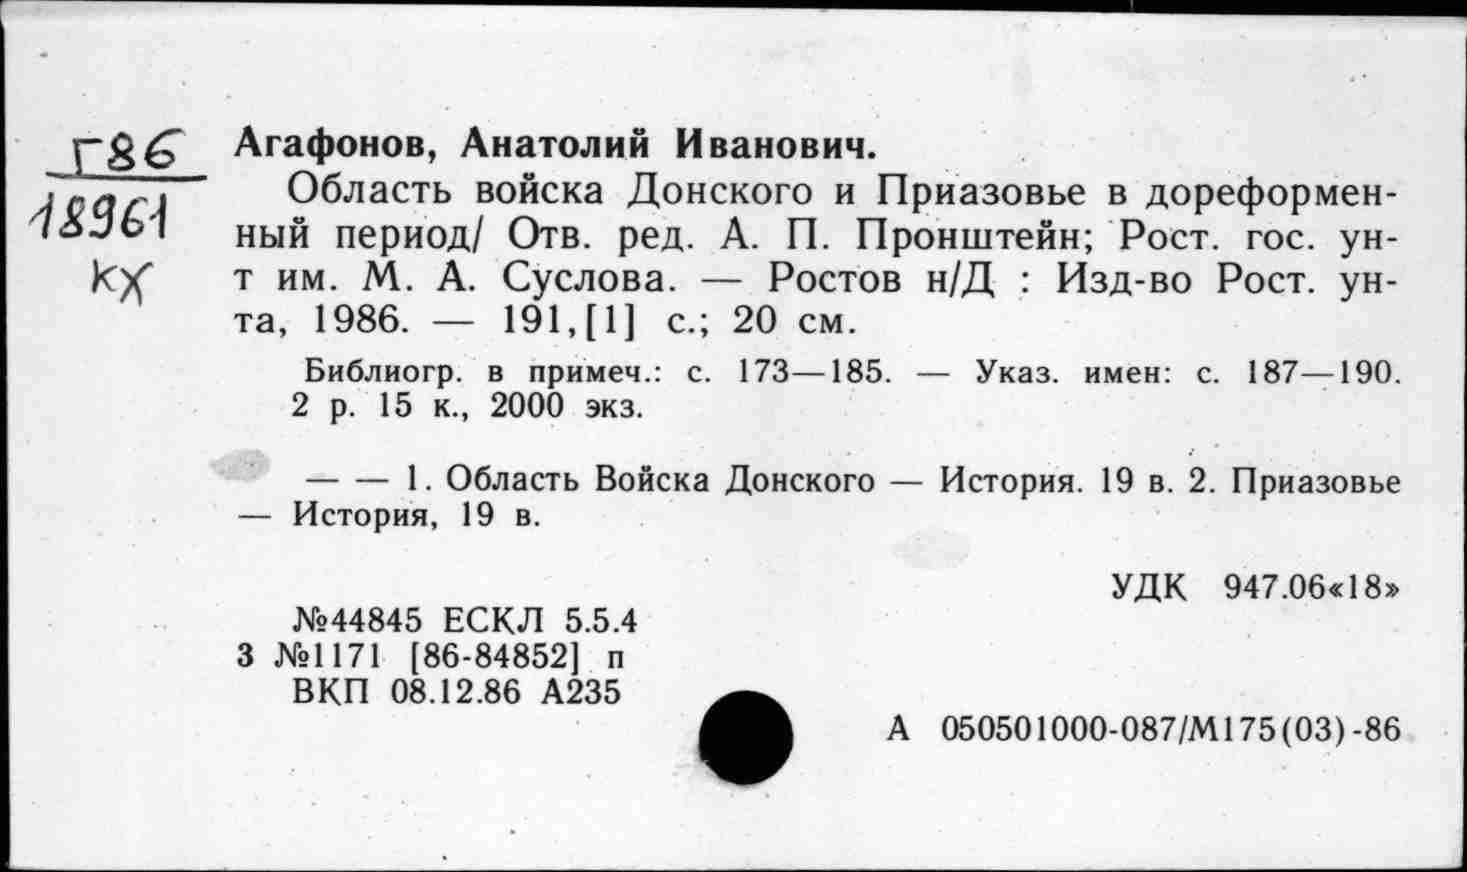 Г86
18961
КХ
Агафонов, Анатолий Иванович.
Область войска Донского и Приазовье в дореформен-
ный период/ Отв. ред. А. П. Пронштейн; Рост. гос. ун-
т им. М. А. Суслова. — Ростов н/Д : Изд-во Рост. ун-
та, 1986. — 191,[1] с.; 20 см.
Библиогр. в примеч.: с. 173—185. — Указ. имен: с. 187—190.
2 р. 15 к., 2000 экз.
— — 1. Область Войска Донского — История. 19 в. 2. Приазовье
— История, 19 в.
УДК 947.06«18»
№44845 ЕСКЛ 5.5.4
3 №1171 [86-84852] п
ВКП 08.12.86 А235
А 050501000-087/М175(03)-86